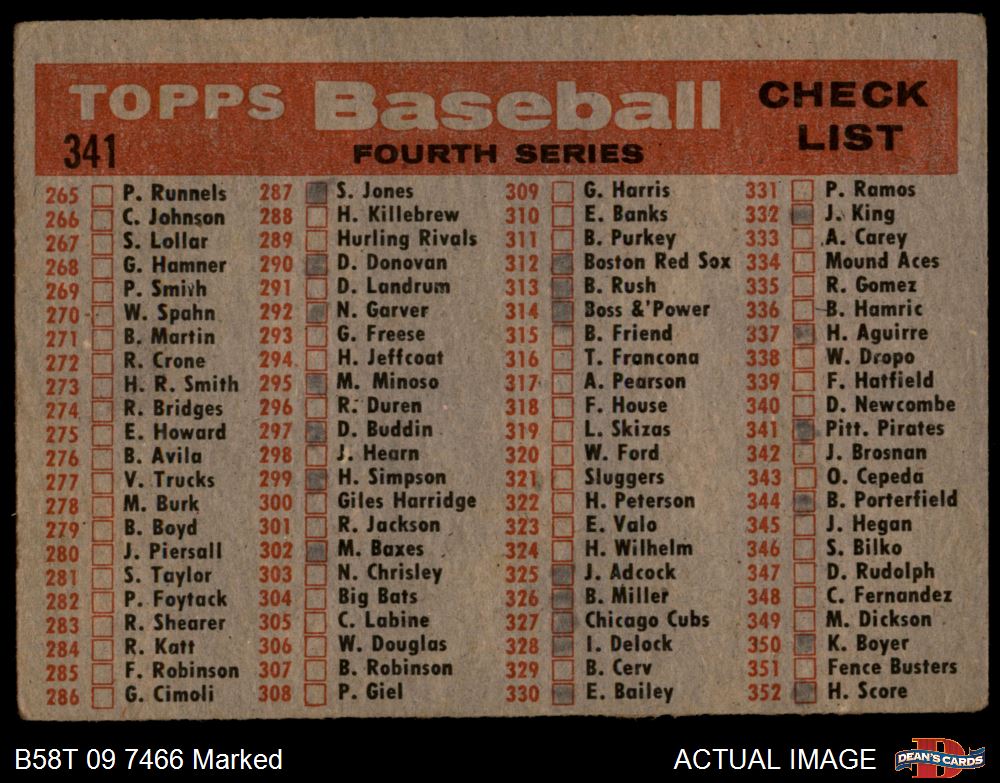 TOPPS Baseball CHECK LIST
341 FOURTH SERIES
265 P. Runnels
266 C. Johnson
267 S. Lollar
268 G. Hamner
269 P. Smith
270 W. Spahn
271 B. Martin
272 R. Crone
273 H. R. Smith
274 R. Bridges
275 E. Howard
276 B. Avila
277 V. Trucks
278 M. Burk
279 B. Boyd
280 J. Piersall
281 S. Taylor
282 P. Foytack
283 R. Shearer
284 R. Katt
285 F. Robinson
286 G. Cimoli
287 S. Jones
288 H. Killebrew
289 Hurling Rivals
290 D. Donovan
291 D. Landrum
292 N. Garver
293 G. Freese
294 H. Jeffcoat
295 M. Minoso
296 R. Duren
297 D. Buddin
298 J. Hearn
299 H. Simpson
300 Giles Harridge
301 R. Jackson
302 M. Baxes
303 N. Chrisley
304 Big Bats
305 C. Labine
306 W. Douglas
307 B. Robinson
308 P. Giel
309 G. Harris
310 E. Banks
311 B. Purkey
312 Boston Red Sox
313 B. Rush
314 Boss &'Power
315 B. Friend
316 T. Francona
317 A. Pearson
318 F. House
319 L. Skizas
320 W. Ford
321 Sluggers
322 H. Peterson
323 E. Valo
324 H. Wilhelm
325 J. Adcock
326 B. Miller
327 Chicago Cubs
328 I. Delock
329 B. Cerv
330 E. Bailey
331 P. Ramos
332 J. King
333 A. Carey
334 Mound Aces
335 R. Gomez
336 B. Hamric
337 H. Aguirre
338 W. Dropo
339 F. Hatfield
340 D. Newcombe
341 Pitt. Pirates
342 J. Brosnan
343 O. Cepeda
344 B. Porterfield
345 J. Hegan
346 S. Bilko
347 D. Rudolph
348 C. Fernandez
349 M. Dickson
350 K. Boyer
351 Fence Busters
352 H. Score
B58T 09 7466 Marked
ACTUAL IMAGE
D
DEAN'S CARDS